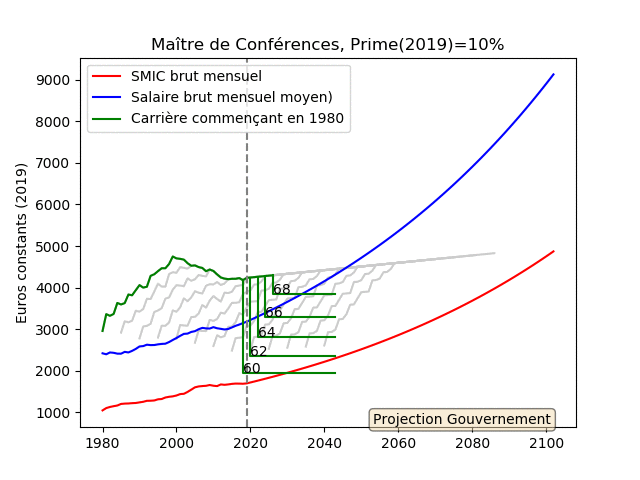 Maître de Conférences, Prime(2019)=10%
SMIC brut mensuel
Salaire brut mensuel moyen)
Carrière commençant en 1980
Euros constants (2019)
9000
8000
7000
6000
5000
4000
3000
2000
1000
68
66
64
62
60
Projection Gouvernement
1980 2000 2020 2040 2060 2080 2100